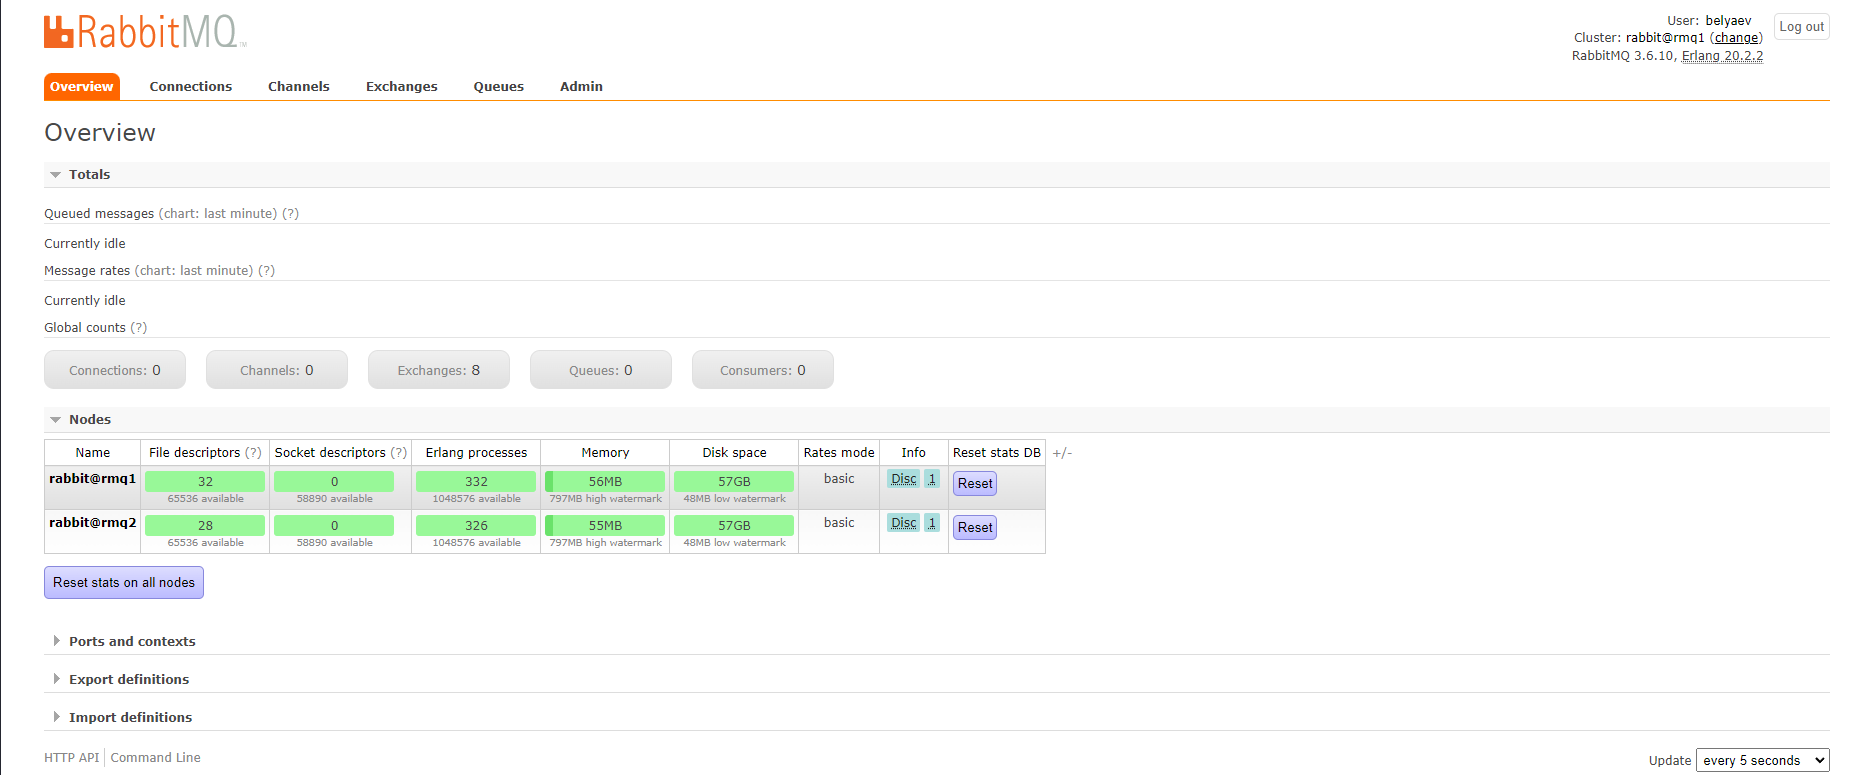 RabbitMQ™
User: belyaev
Log out
Cluster: rabbit@rmq1 (change)
RabbitMQ 3.6.10, Erlang 20.2.2
Overview Connections Channels Exchanges Queues Admin
Overview
Totals
Queued messages (chart: last minute) (?)
Currently idle
Message rates (chart: last minute) (?)
Currently idle
Global counts (?)
Connections: 0 Channels: 0 Exchanges: 8 Queues: 0 Consumers: 0
Nodes
Name File descriptors (?) Socket descriptors (?) Erlang processes Memory Disk space Rates mode Info Reset stats DB +/-
rabbit@rmq1 32 0 332 56MB 57GB basic Disc 1 Reset
65536 available 58890 available 1048576 available 797MB high watermark 48MB low watermark
rabbit@rmq2 28 0 326 55MB 57GB basic Disc 1 Reset
65536 available 58890 available 1048576 available 797MB high watermark 48MB low watermark
Reset stats on all nodes
Ports and contexts
Export definitions
Import definitions
HTTP API Command Line
Update every 5 seconds